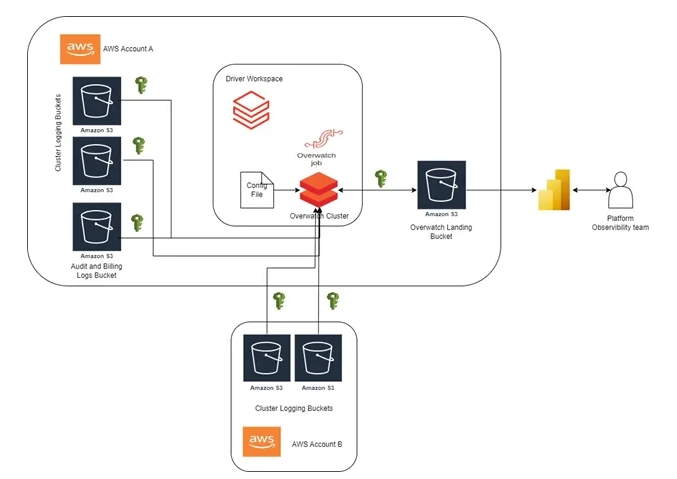 aws
AWS Account A
Cluster Logging Buckets
Amazon S3
Amazon S3
Amazon S3
Audit and Billing
Logs Bucket
Driver Workspace
Overwatch
job
Config
File
Overwatch Cluster
Amazon S3
Overwatch Landing
Bucket
Platform
Observibility team
Amazon S3
Amazon S3
Cluster Logging Buckets
aws
AWS Account B